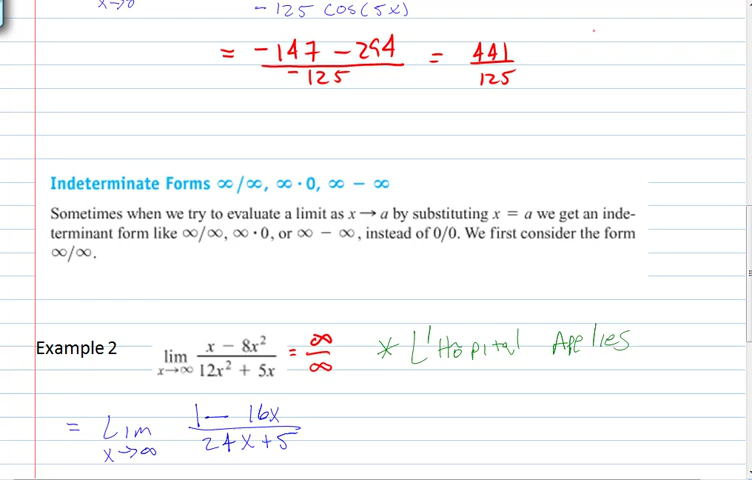 x→0
- 125 cos(5x)
= -147 - 294 / -125 = 441 / 125
Indeterminate Forms ∞/∞, ∞ · 0, ∞ − ∞
Sometimes when we try to evaluate a limit as x → a by substituting x = a we get an inde-
terminant form like ∞/∞, ∞ · 0, or ∞ − ∞, instead of 0/0. We first consider the form
∞/∞.
Example 2 lim x→∞ x − 8x² / 12x² + 5x = ∞ / ∞ * L'Hôpital Applies
= Lim x→∞ 1 - 16x / 24x+5